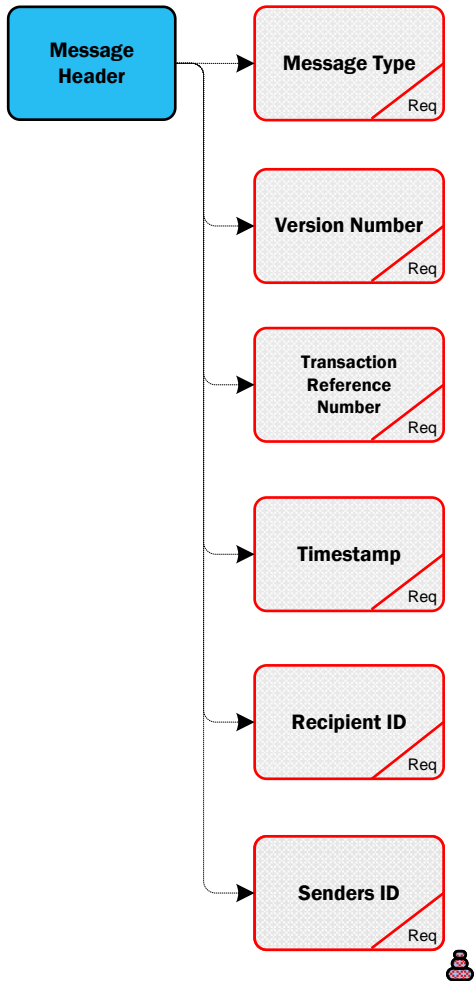 Message
Header
Message Type
Req
Version Number
Req
Transaction
Reference
Number
Req
Timestamp
Req
Recipient ID
Req
Senders ID
Req